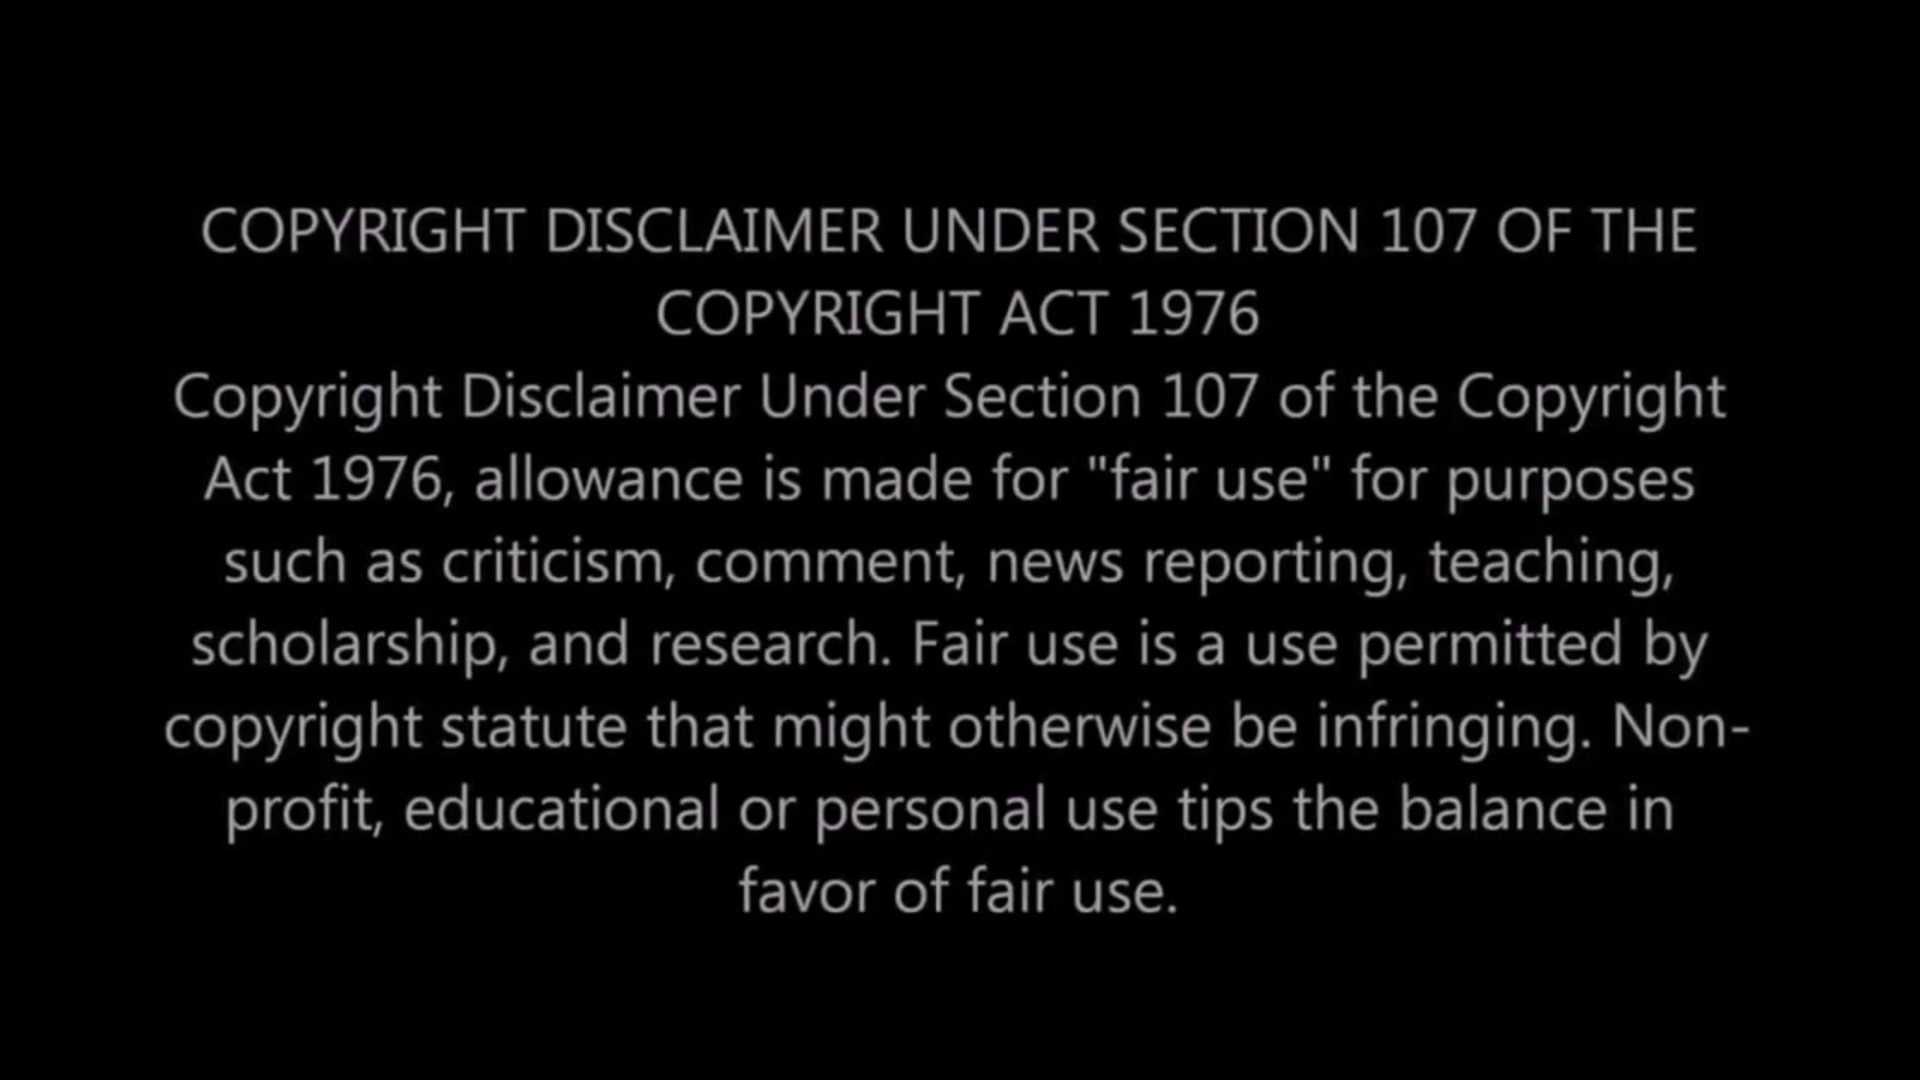 COPYRIGHT DISCLAIMER UNDER SECTION 107 OF THE
COPYRIGHT ACT 1976
Copyright Disclaimer Under Section 107 of the Copyright
Act 1976, allowance is made for "fair use" for purposes
such as criticism, comment, news reporting, teaching,
scholarship, and research. Fair use is a use permitted by
copyright statute that might otherwise be infringing. Non-
profit, educational or personal use tips the balance in
favor of fair use.